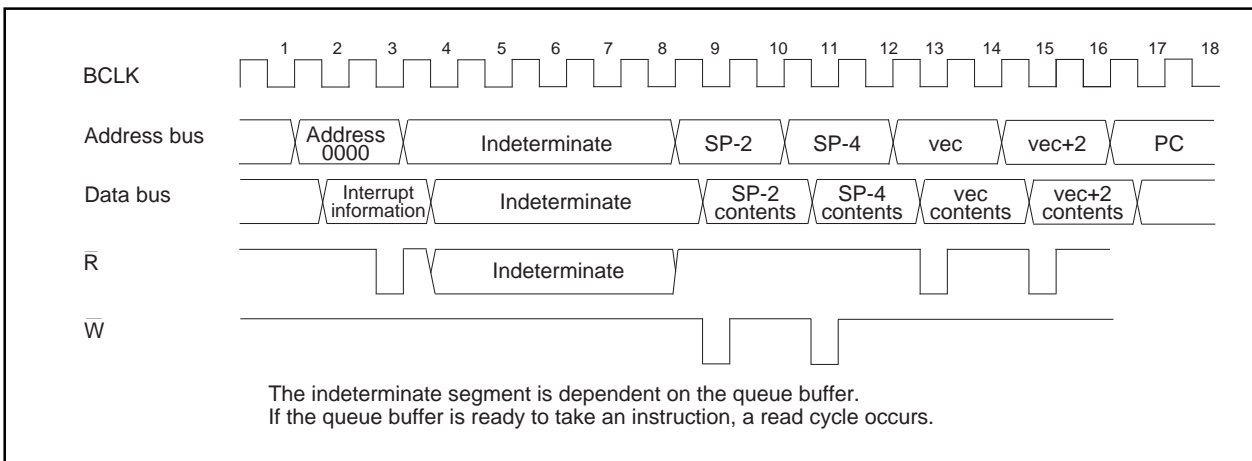 1 2 3 4 5 6 7 8 9 10 11 12 13 14 15 16 17 18
BCLK
Address bus
Address
0000
Indeterminate
SP-2
SP-4
vec
vec+2
PC
Data bus
Interrupt
information
Indeterminate
SP-2
contents
SP-4
contents
vec
contents
vec+2
contents
R̅
Indeterminate
W̅
The indeterminate segment is dependent on the queue buffer.
If the queue buffer is ready to take an instruction, a read cycle occurs.